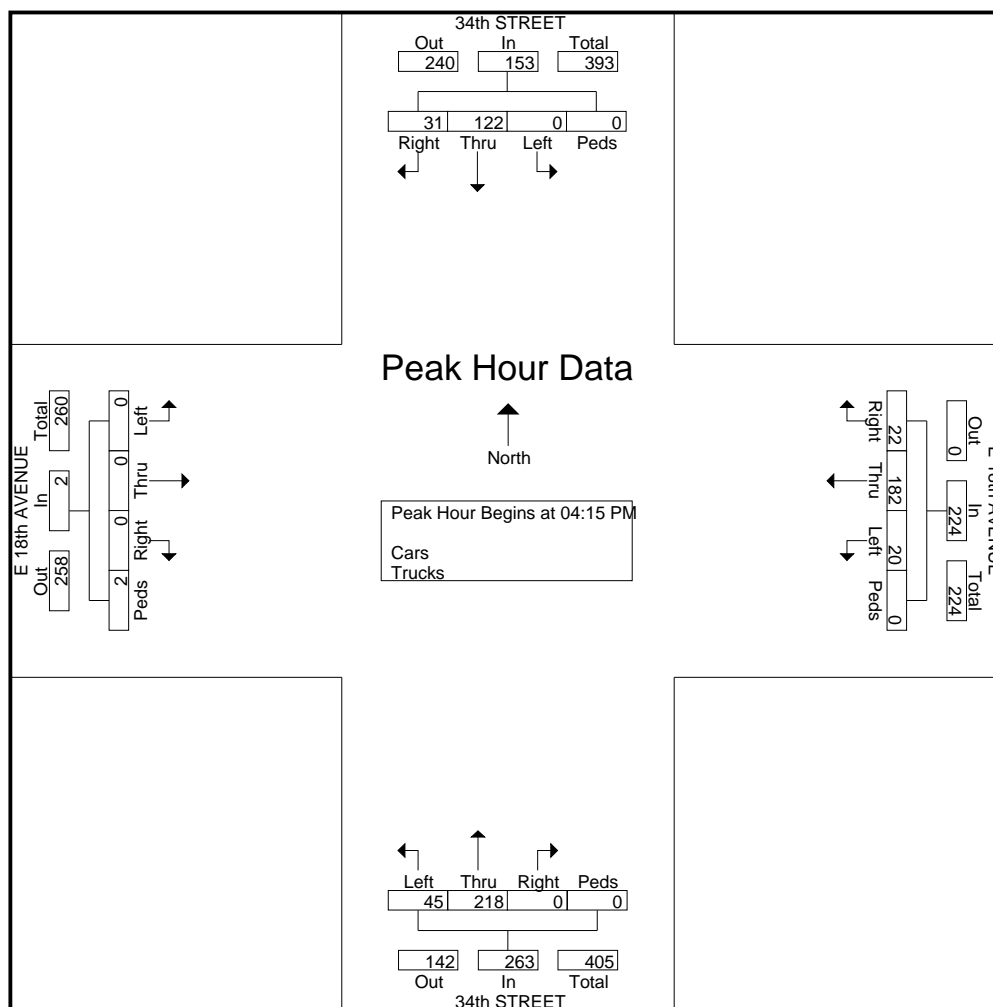 34th STREET
Out In Total
240 153 393
31 122 0 0
Right Thru Left Peds
Peak Hour Data
North
Peak Hour Begins at 04:15 PM
Cars
Trucks
E 18th AVENUE
Total In Out
260 2 258
0 0 0 2
Left Thru Right Peds
Right Thru Left Peds
22 182 20 0
Out In Total
0 224 224
AVENUE
Left Thru Right Peds
45 218 0 0
142 263 405
Out In Total
34th STREET